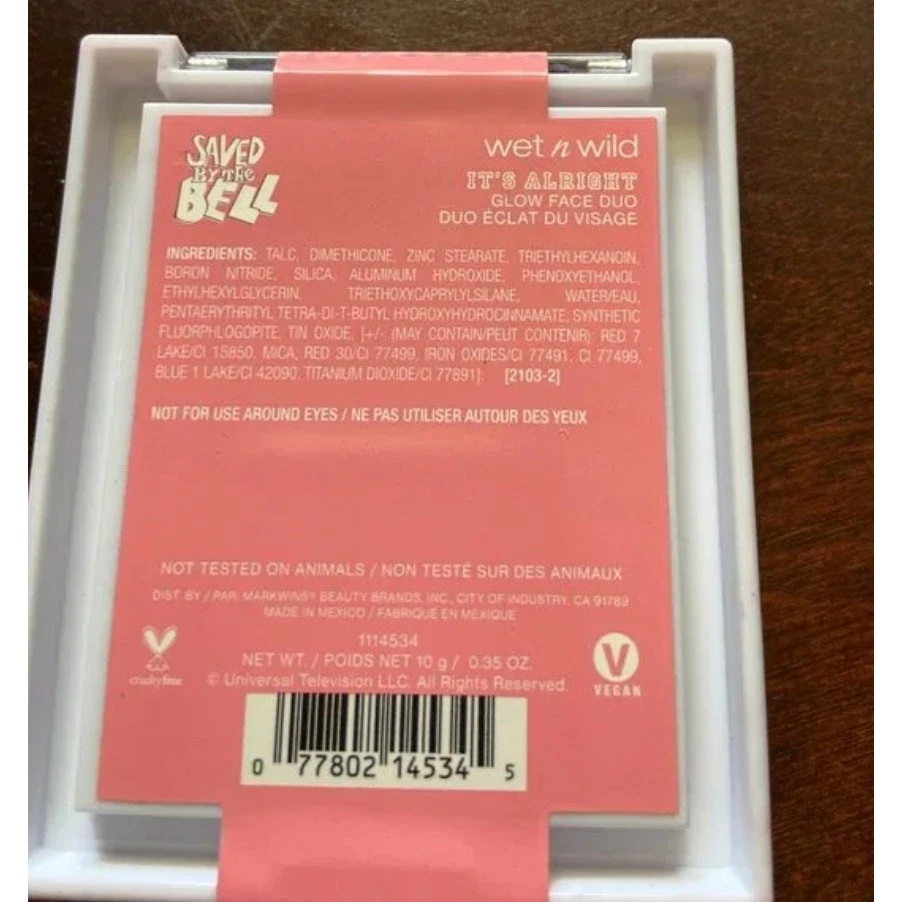 SAVED
BY THE
BELL
wet n wild
IT'S ALRIGHT
GLOW FACE DUO
DUO ÉCLAT DU VISAGE
INGREDIENTS: TALC, DIMETHICONE, ZINC STEARATE, TRIETHYLHEXANOIN,
BORON NITRIDE, SILICA, ALUMINUM HYDROXIDE, PHENOXYETHANOL,
ETHYLHEXYLGLYCERIN, TRIETHOXYCAPRYLYLSILANE, WATER/EAU,
PENTAERYTHRITYL TETRA-DI-T-BUTYL HYDROXYHYDROCINNAMATE, SYNTHETIC
FLUORPHLOGOPITE, TIN OXIDE, [+/- (MAY CONTAIN/PEUT CONTENIR): RED 7
LAKE/CI 15850, MICA, RED 30/CI 77499, IRON OXIDES/CI 77491, CI 77499,
BLUE 1 LAKE/CI 42090, TITANIUM DIOXIDE/CI 77891]. [2103-2]
NOT FOR USE AROUND EYES / NE PAS UTILISER AUTOUR DES YEUX
NOT TESTED ON ANIMALS / NON TESTÉ SUR DES ANIMAUX
DIST. BY / PAR: MARKWINS® BEAUTY BRANDS, INC., CITY OF INDUSTRY, CA 91789
MADE IN MEXICO / FABRIQUÉ EN MEXIQUE
1114534
NET WT. / POIDS NET 10 g / 0.35 OZ.
© Universal Television LLC. All Rights Reserved.
crueltyfree
V
VEGAN
0 77802 14534 5